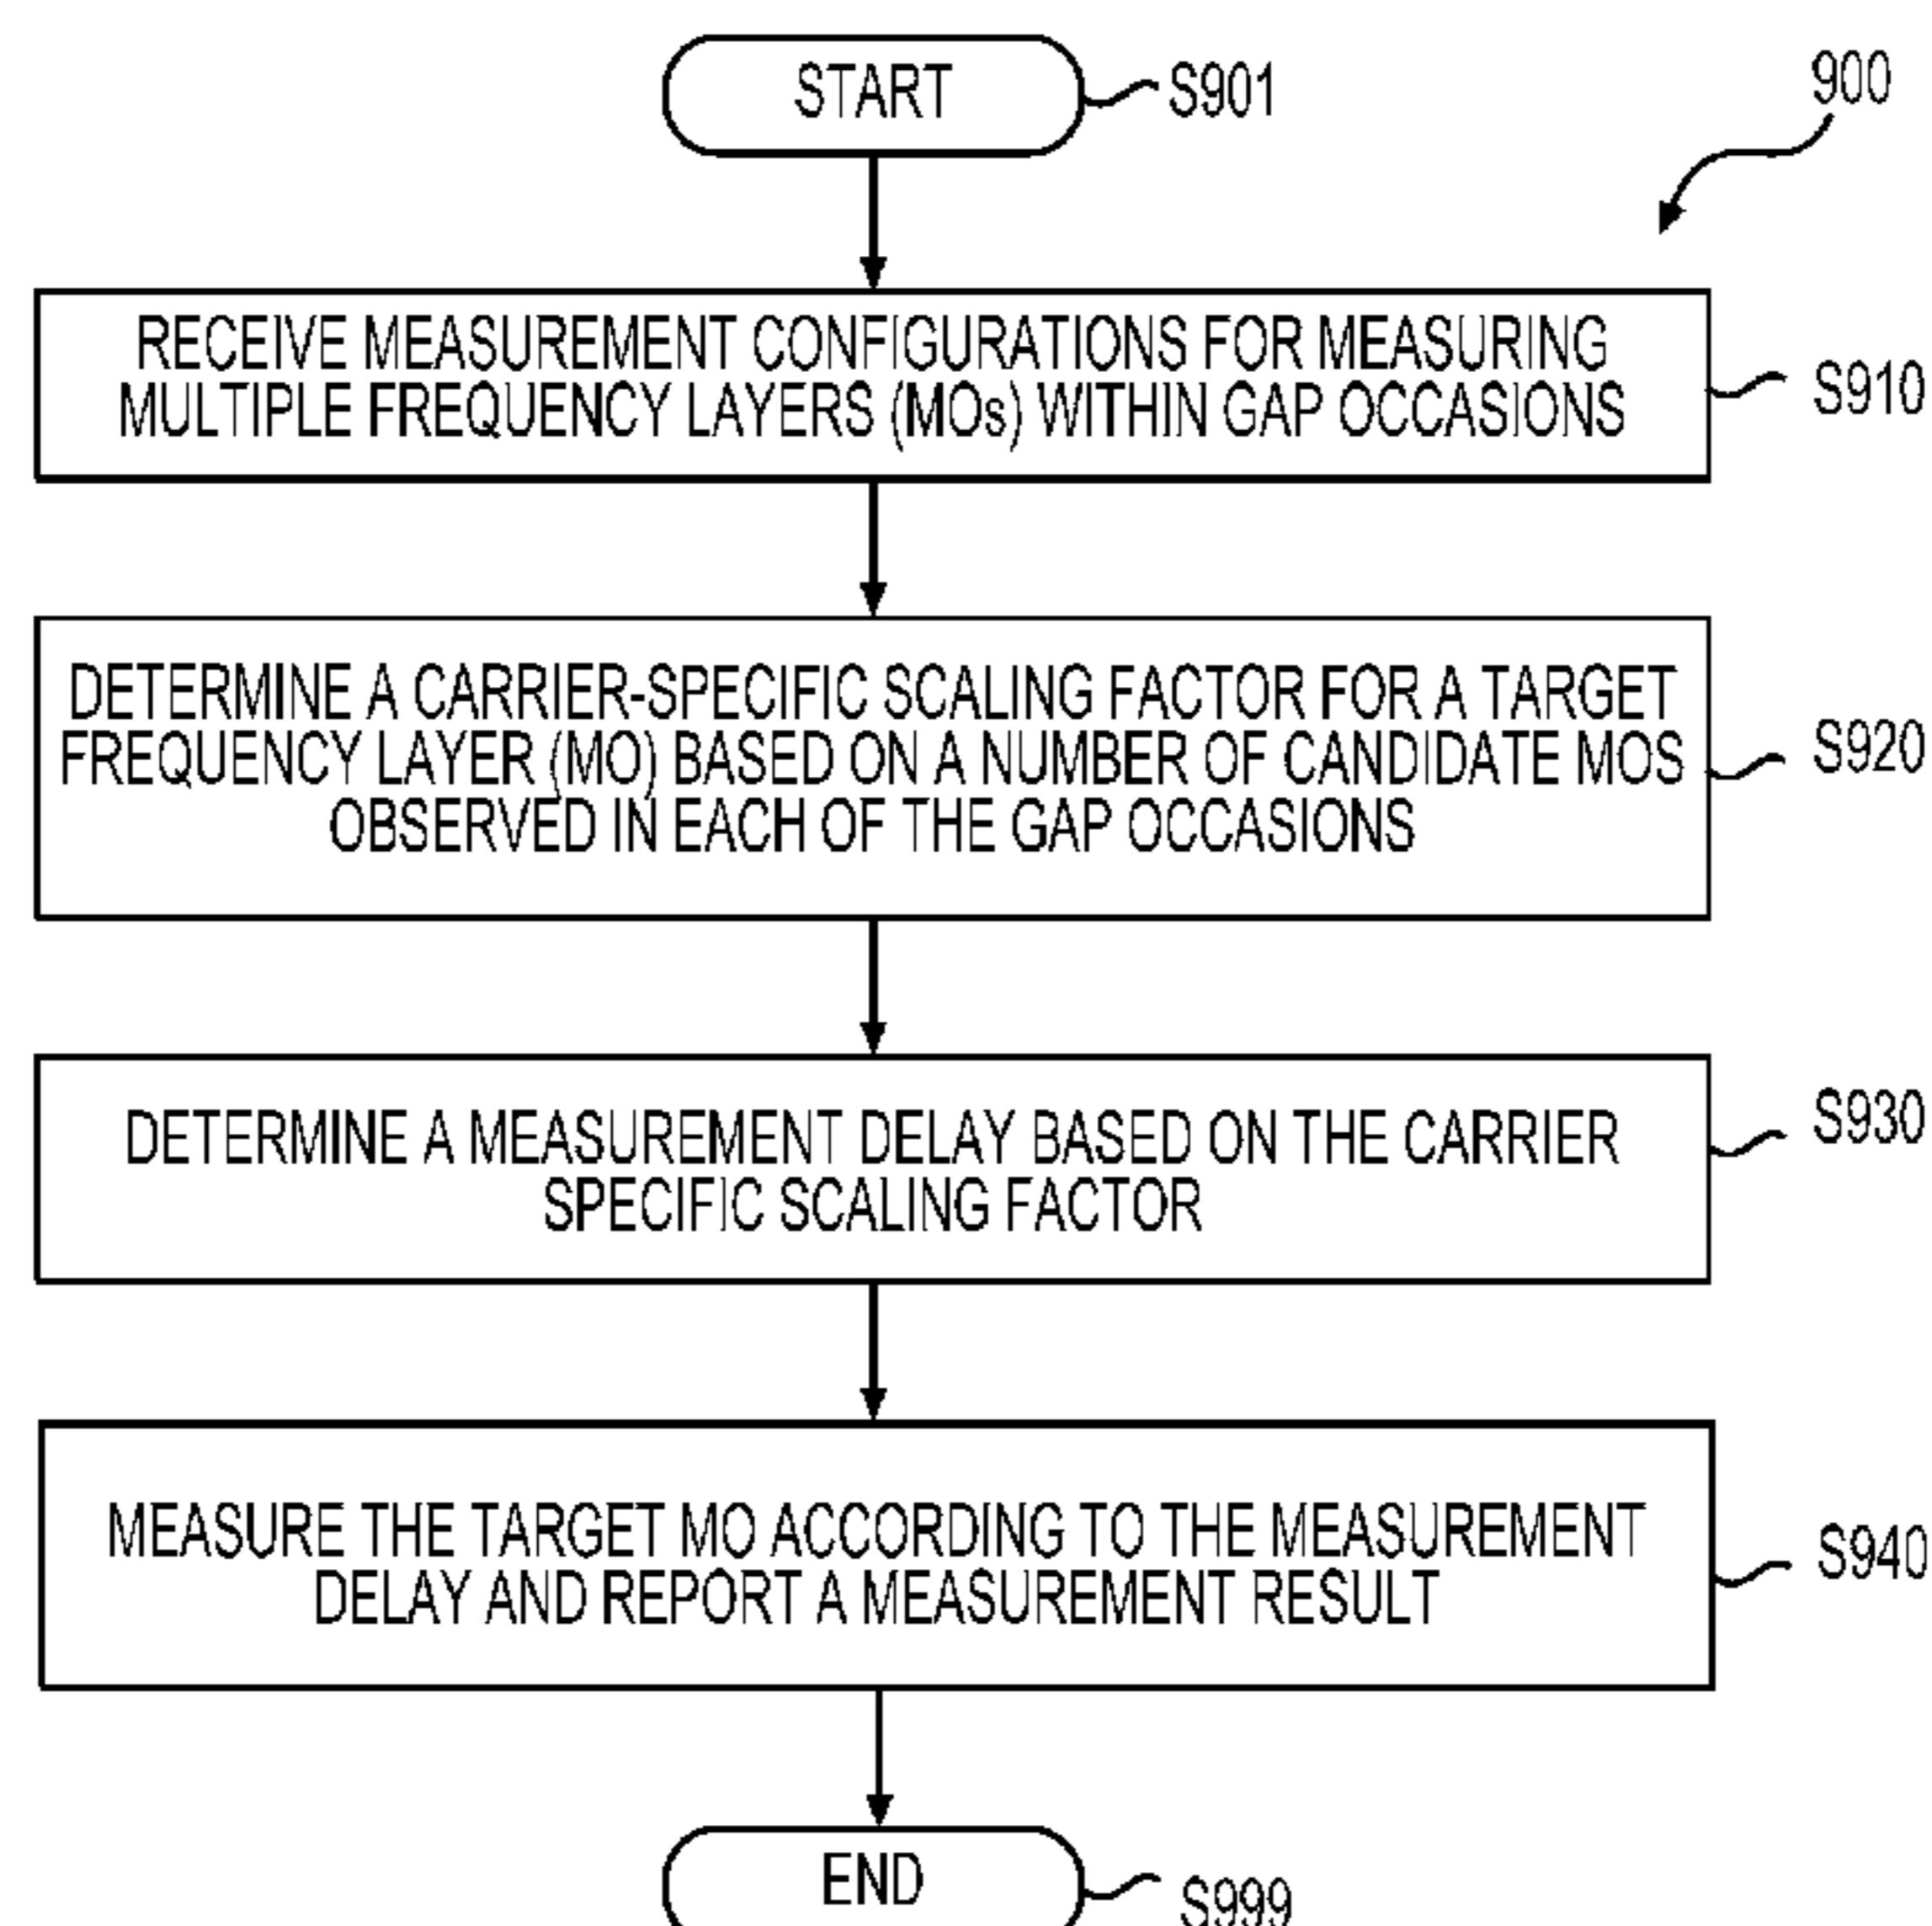 START
S901
900
RECEIVE MEASUREMENT CONFIGURATIONS FOR MEASURING
MULTIPLE FREQUENCY LAYERS (MOs) WITHIN GAP OCCASIONS
S910
DETERMINE A CARRIER-SPECIFIC SCALING FACTOR FOR A TARGET
FREQUENCY LAYER (MO) BASED ON A NUMBER OF CANDIDATE MOS
OBSERVED IN EACH OF THE GAP OCCASIONS
S920
DETERMINE A MEASUREMENT DELAY BASED ON THE CARRIER
SPECIFIC SCALING FACTOR
S930
MEASURE THE TARGET MO ACCORDING TO THE MEASUREMENT
DELAY AND REPORT A MEASUREMENT RESULT
S940
END
S999